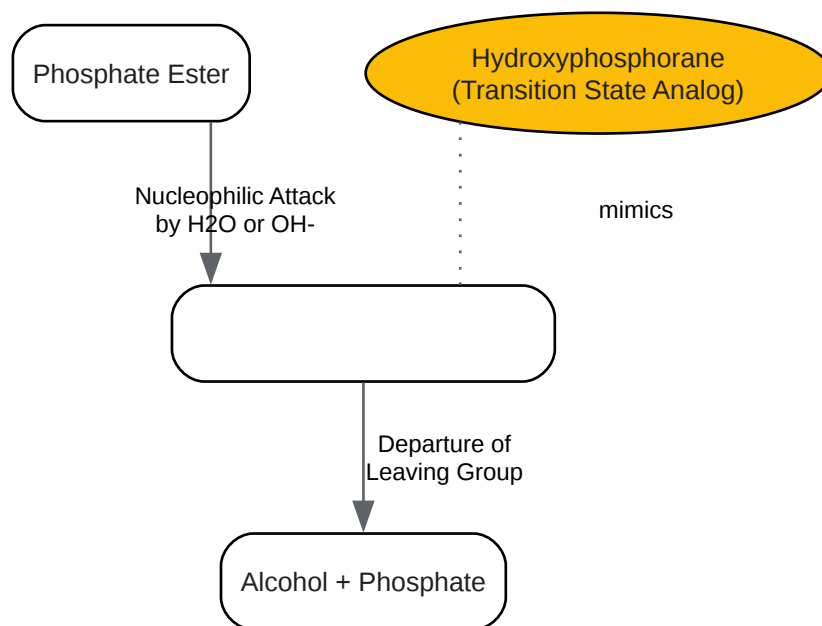 Phosphate Ester
Hydroxyphosphorane
(Transition State Analog)
Nucleophilic Attack
by H2O or OH-
mimics
Departure of
Leaving Group
Alcohol + Phosphate